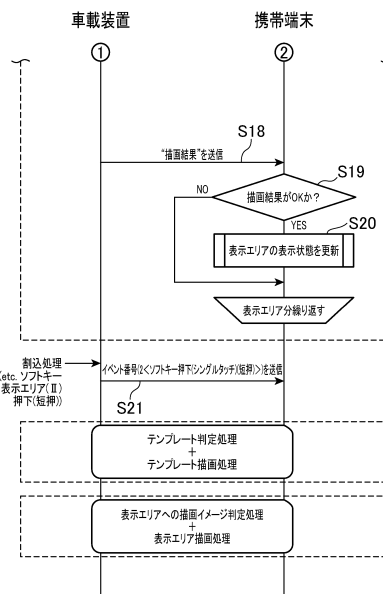 車載装置
携帯端末
①
②
S18
"描画結果"を送信
S19
描画結果がOKか?
NO
YES
S20
表示エリアの表示状態を更新
表示エリア分繰り返す
割込処理
(etc. ソフトキー
表示エリア(Ⅱ)
押下(短押))
イベント番号(2<ソフトキー押下(シングルタッチ)(短押)>)を送信
S21
テンプレート判定処理
+
テンプレート描画処理
表示エリアへの描画イメージ判定処理
+
表示エリア描画処理